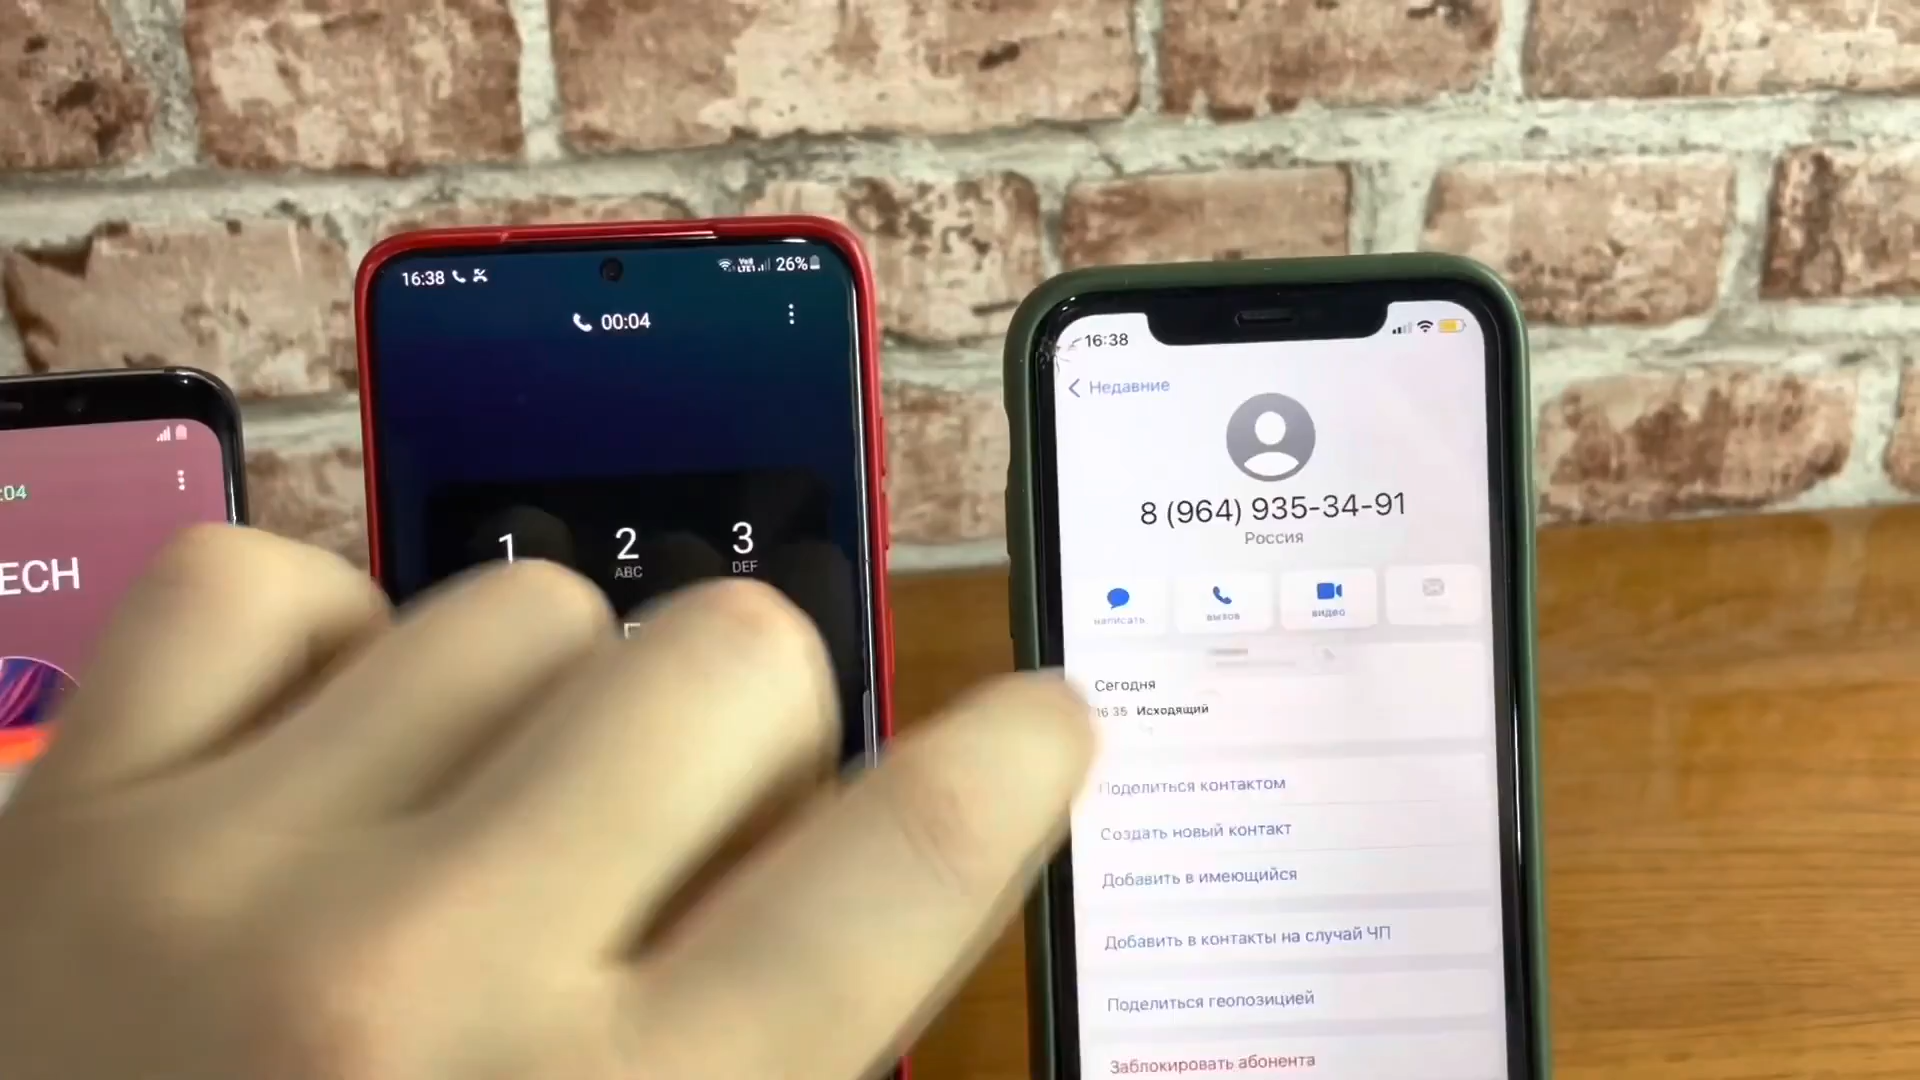 :04
ECH
16:38
26%
00:04
1
2
ABC
3
DEF
16:38
Недавние
8 (964) 935-34-91
Россия
написать
вызов
видео
Сегодня
16 35 Исходящий
Поделиться контактом
Создать новый контакт
Добавить в имеющийся
Добавить в контакты на случай ЧП
Поделиться геопозицией
Заблокировать абонента